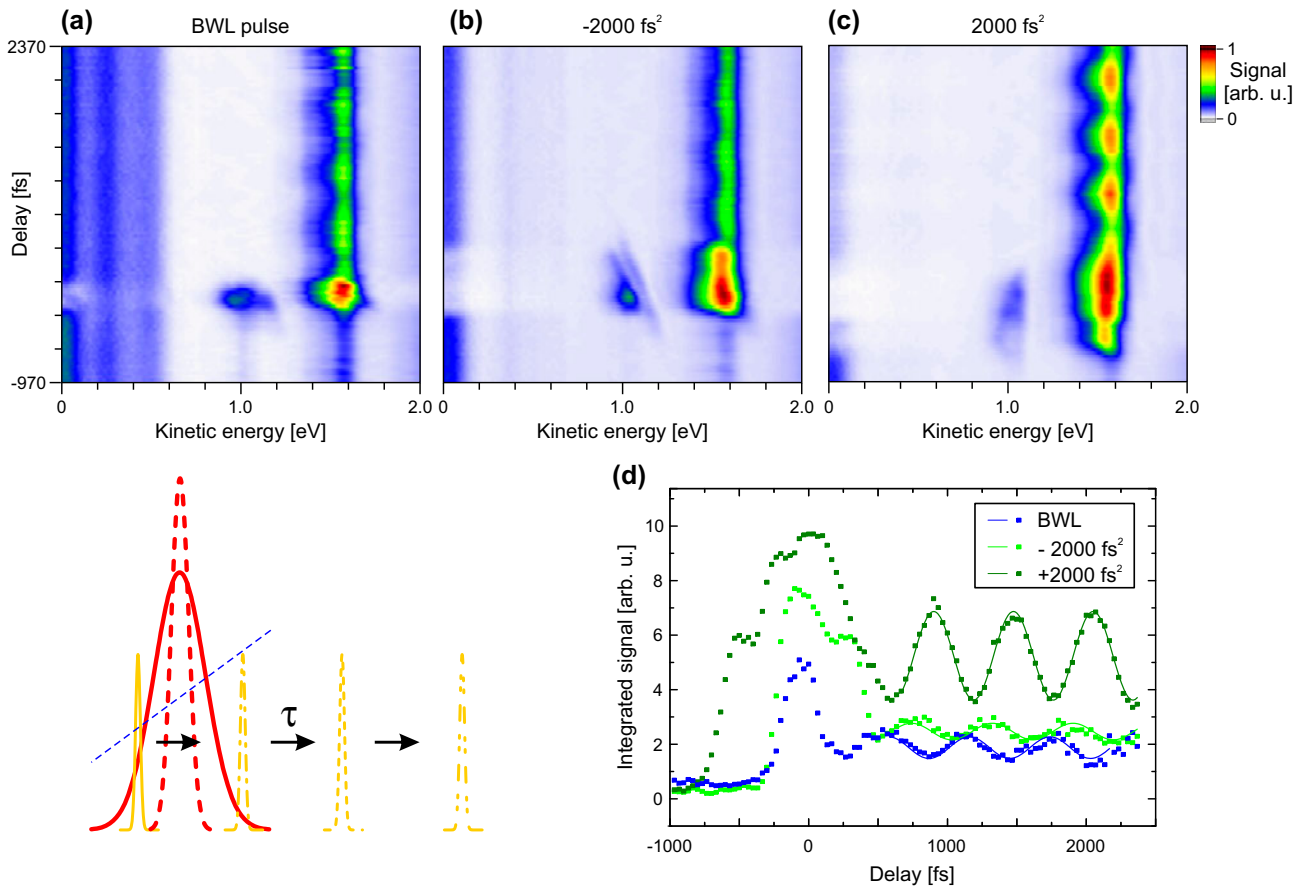 (a)
BWL pulse
(b)
-2000 fs²
(c)
2000 fs²
2370
Delay [fs]
-970
0
1.0
2.0
Kinetic energy [eV]
0
1.0
2.0
Kinetic energy [eV]
0
1.0
2.0
Kinetic energy [eV]
1
Signal
[arb. u.]
0
τ
(d)
Integrated signal [arb. u.]
10
8
6
4
2
0
BWL
- 2000 fs²
+2000 fs²
-1000
0
1000
2000
Delay [fs]